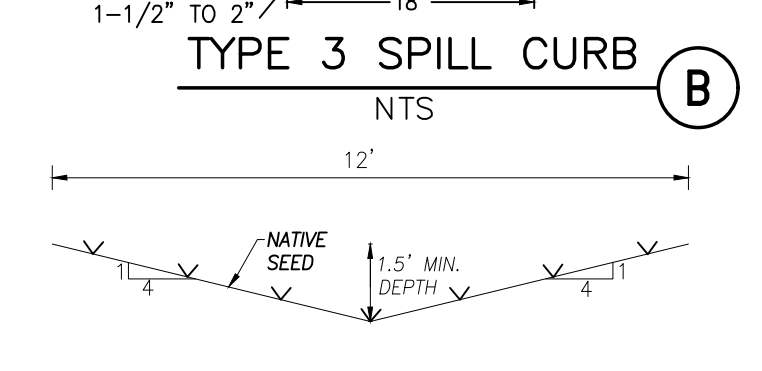 1-1/2" TO 2"
18
TYPE 3 SPILL CURB
B
NTS
12'
NATIVE
SEED
1.5' MIN.
DEPTH
1
4
1
4